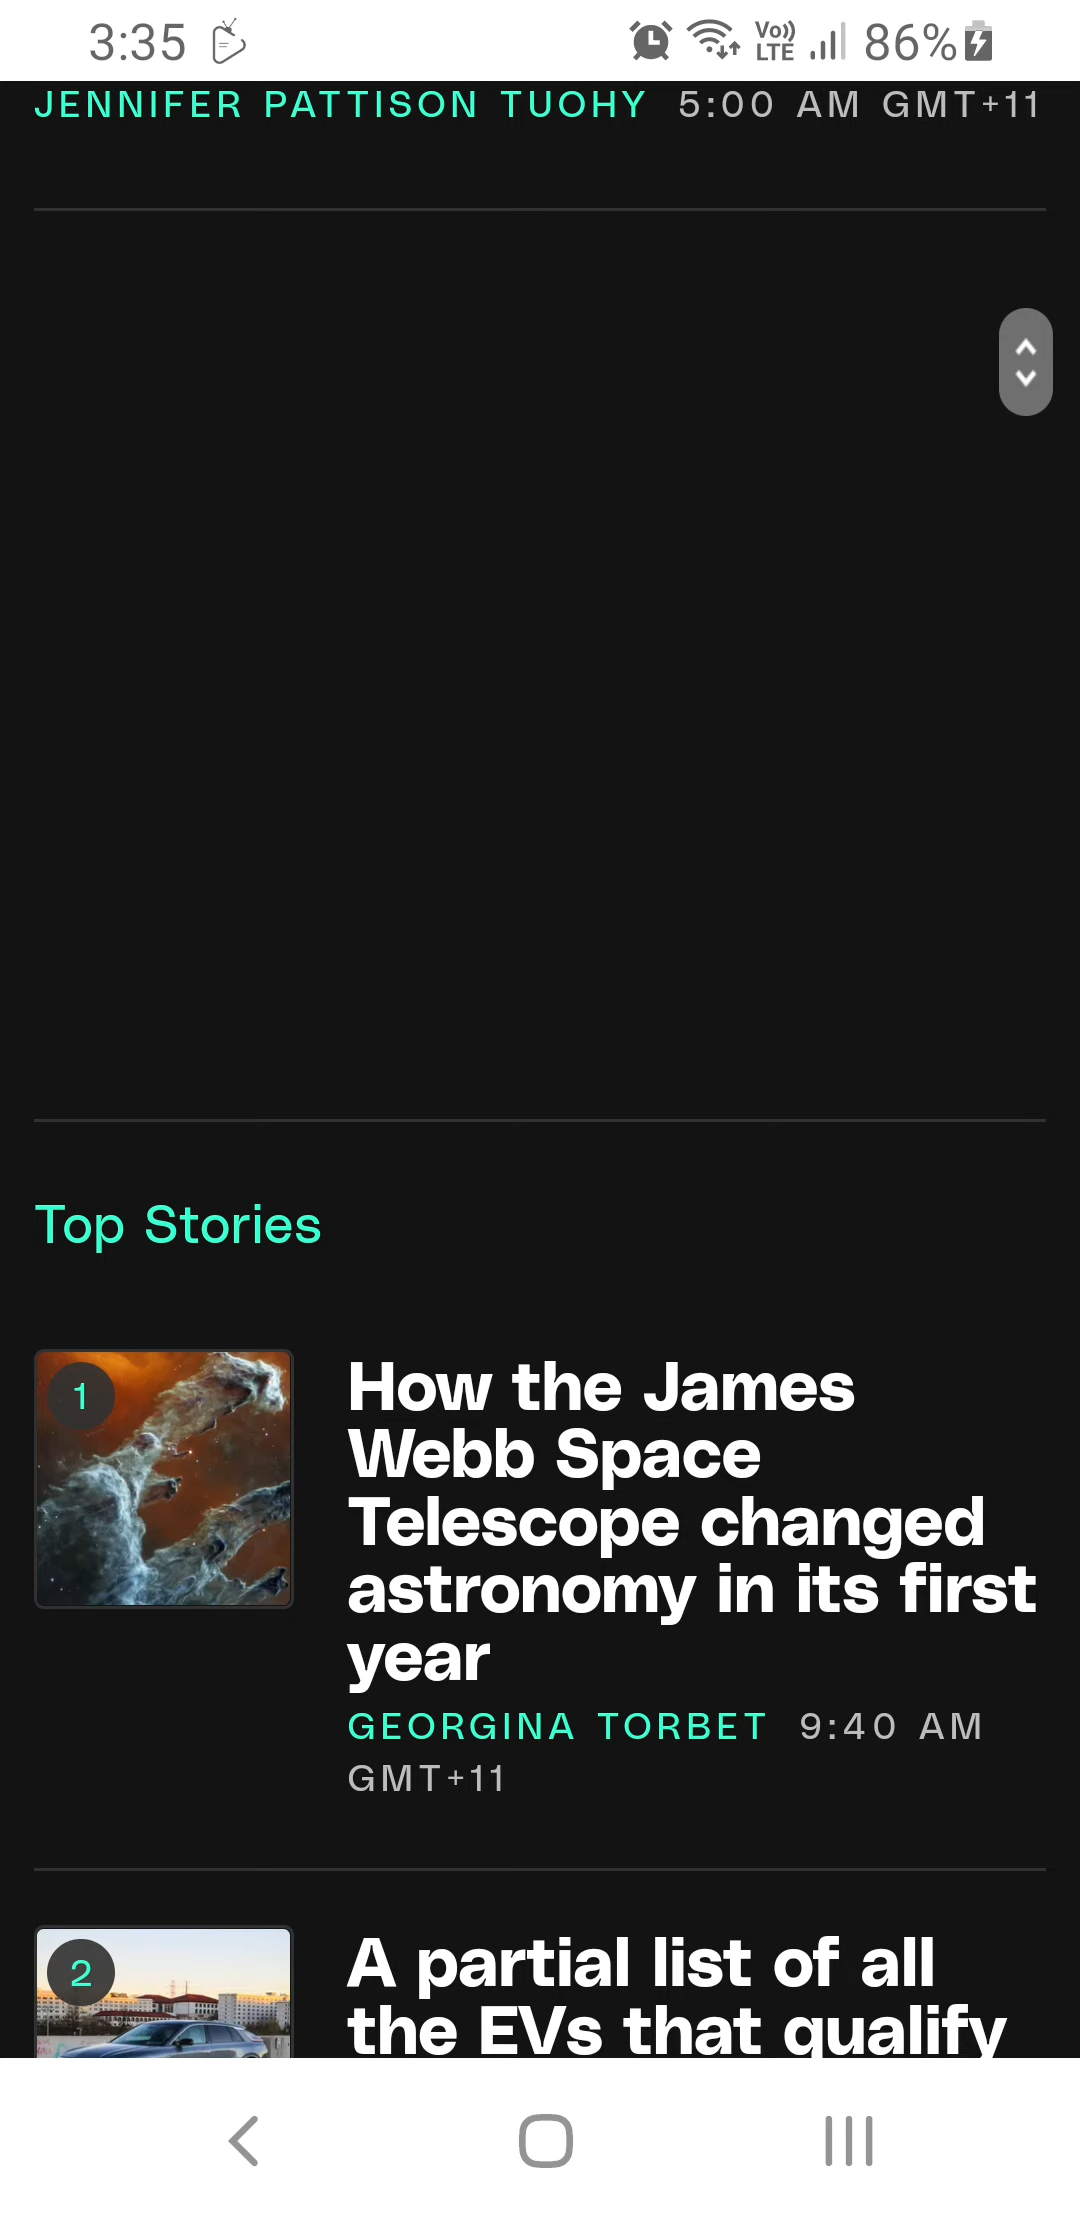 3:35 Vo)) LTE 86%
JENNIFER PATTISON TUOHY 5:00 AM GMT+11
Top Stories
1
How the James
Webb Space
Telescope changed
astronomy in its first
year
GEORGINA TORBET 9:40 AM
GMT+11
2
A partial list of all
the EVs that qualify